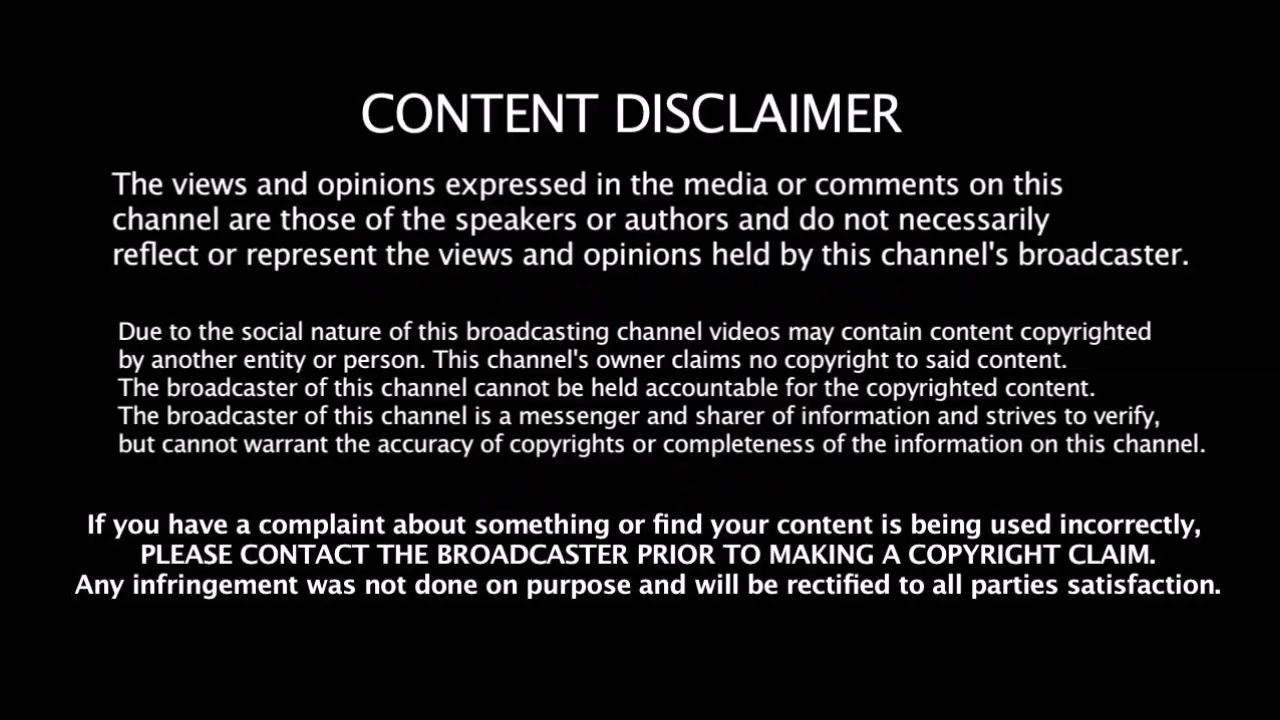 CONTENT DISCLAIMER
The views and opinions expressed in the media or comments on this
channel are those of the speakers or authors and do not necessarily
reflect or represent the views and opinions held by this channel's broadcaster.
Due to the social nature of this broadcasting channel videos may contain content copyrighted
by another entity or person. This channel's owner claims no copyright to said content.
The broadcaster of this channel cannot be held accountable for the copyrighted content.
The broadcaster of this channel is a messenger and sharer of information and strives to verify,
but cannot warrant the accuracy of copyrights or completeness of the information on this channel.
If you have a complaint about something or find your content is being used incorrectly,
PLEASE CONTACT THE BROADCASTER PRIOR TO MAKING A COPYRIGHT CLAIM.
Any infringement was not done on purpose and will be rectified to all parties satisfaction.